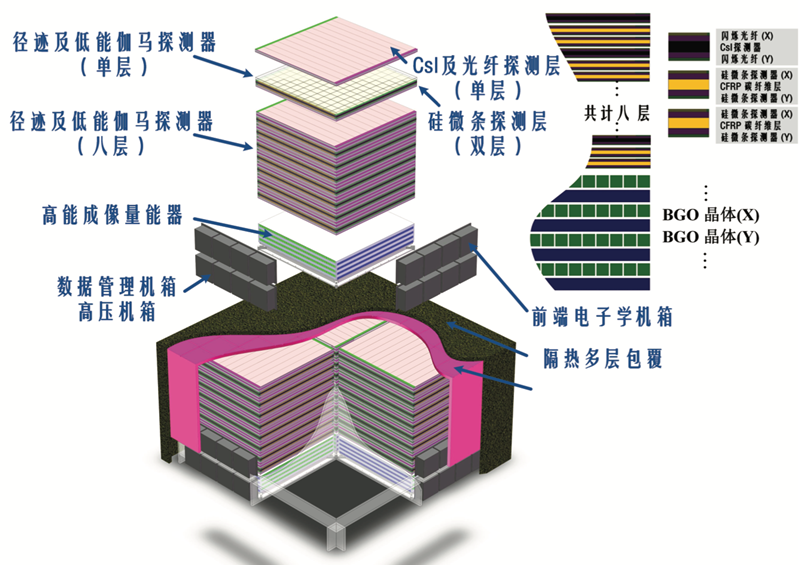 径迹及低能伽马探测器
（单层）
CsI及光纤探测层
（单层）
径迹及低能伽马探测器
（八层）
硅微条探测层
（双层）
高能成像量能器
数据管理机箱
高压机箱
前端电子学机箱
隔热多层包覆
闪烁光纤(X)
CsI探测器
闪烁光纤(Y)
硅微条探测器(X)
CFRP 碳纤维层
硅微条探测器(Y)
硅微条探测器(X)
CFRP 碳纤维层
硅微条探测器(Y)
⋮
共计八层
⋮
⋮
BGO 晶体(X)
BGO 晶体(Y)
⋮